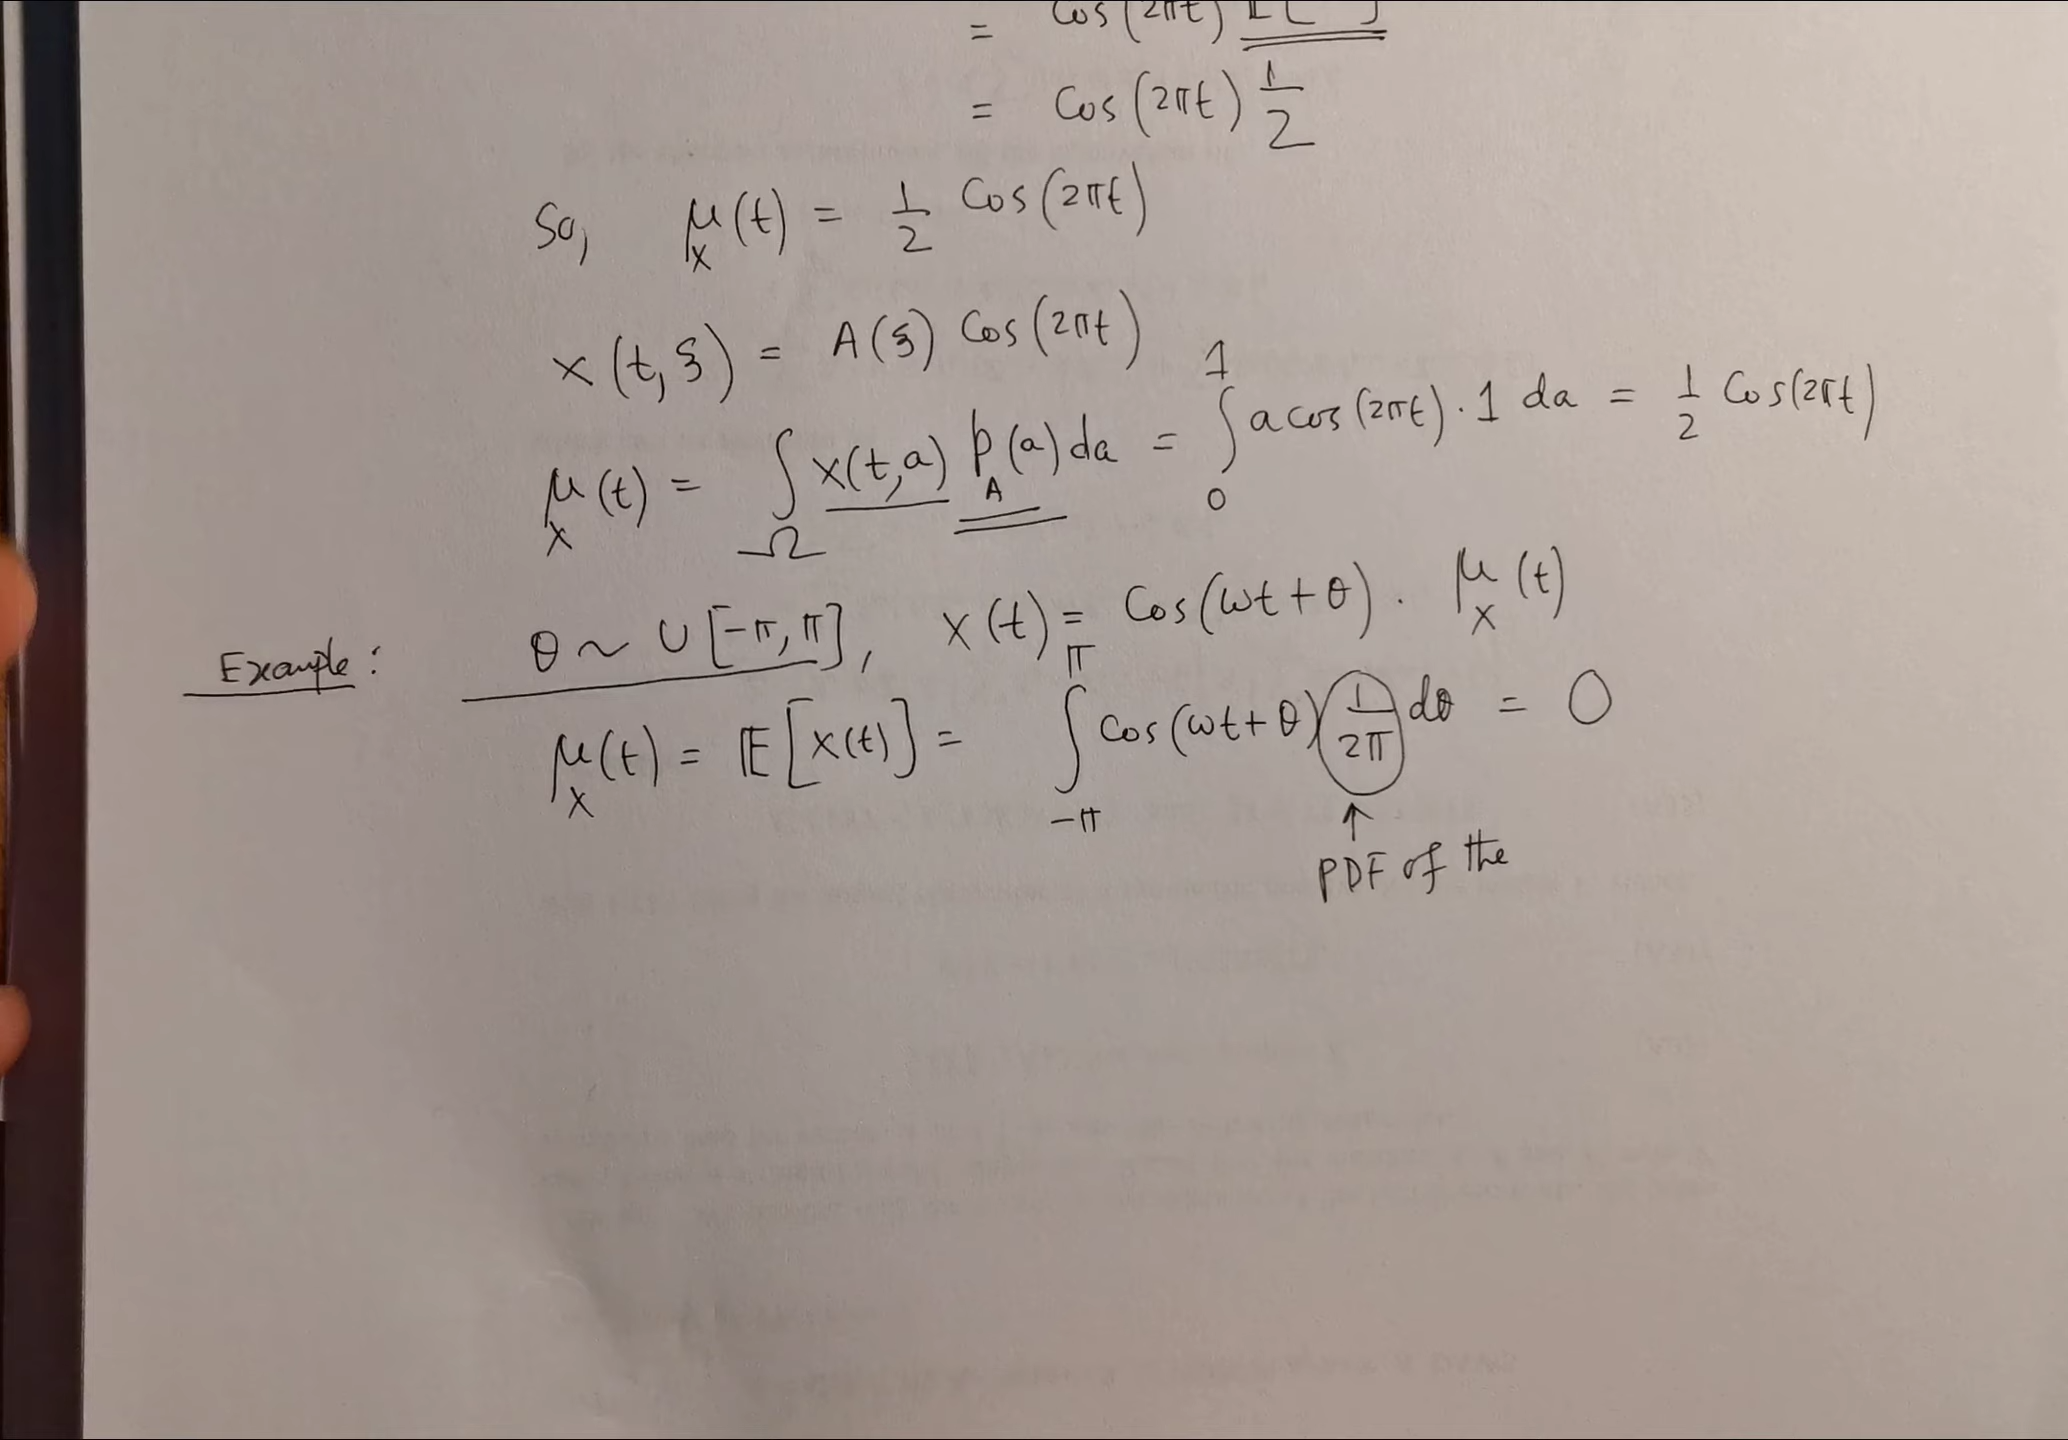 = Cos(2πt) E[ ]
= Cos(2πt) 1/2
So, μ_X(t) = 1/2 Cos(2πt)
X(t,ξ) = A(ξ) Cos(2πt)
μ_X(t) = ∫_Ω x(t,a) p_A(a) da = ∫_0^1 a cos(2πt) · 1 da = 1/2 Cos(2πt)
Example: θ ~ U[-π, π], X(t) = Cos(ωt + θ). μ_X(t)
μ_X(t) = 𝔼[X(t)] = ∫_{-π}^{π} Cos(ωt + θ) 1/2π dθ = 0
↑
PDF of the